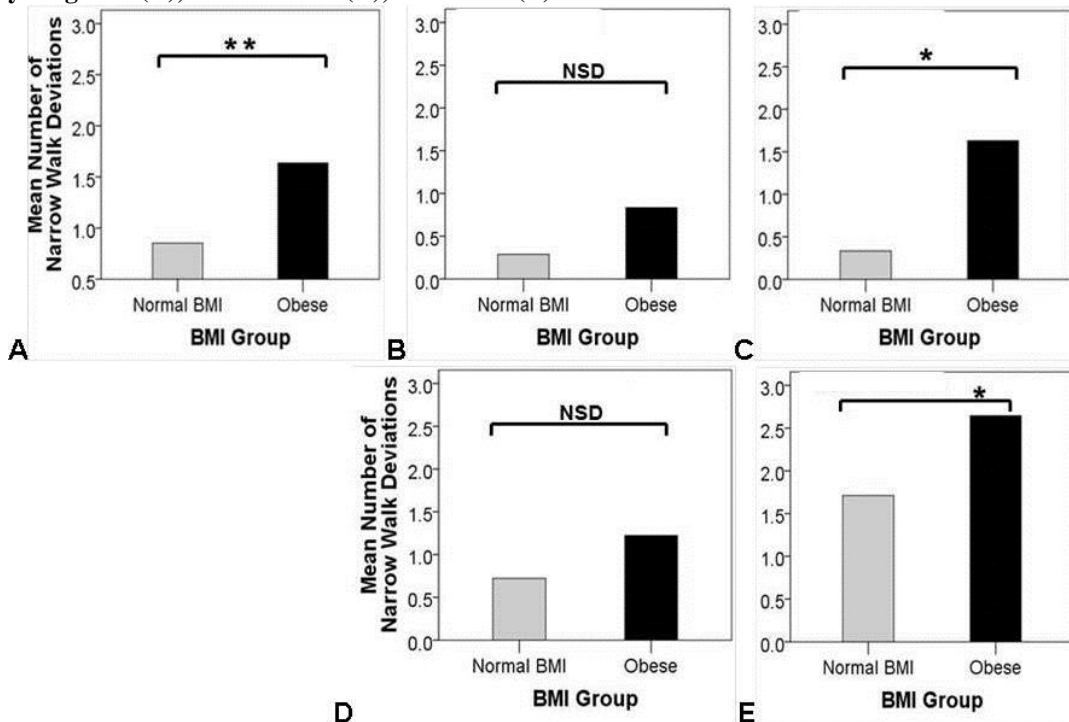 3.0
2.5
2.0
1.5
1.0
0.5
Mean Number of
Narrow Walk Deviations
**
Normal BMI Obese
BMI Group
A
3.0
2.5
2.0
1.5
1.0
0.5
0.0
NSD
Normal BMI Obese
BMI Group
B
3.0
2.5
2.0
1.5
1.0
0.5
0.0
*
Normal BMI Obese
BMI Group
C
Mean Number of
Narrow Walk Deviations
3.0
2.5
2.0
1.5
1.0
0.5
0.0
NSD
Normal BMI Obese
BMI Group
D
3.0
2.5
2.0
1.5
1.0
0.5
0.0
*
Normal BMI Obese
BMI Group
E